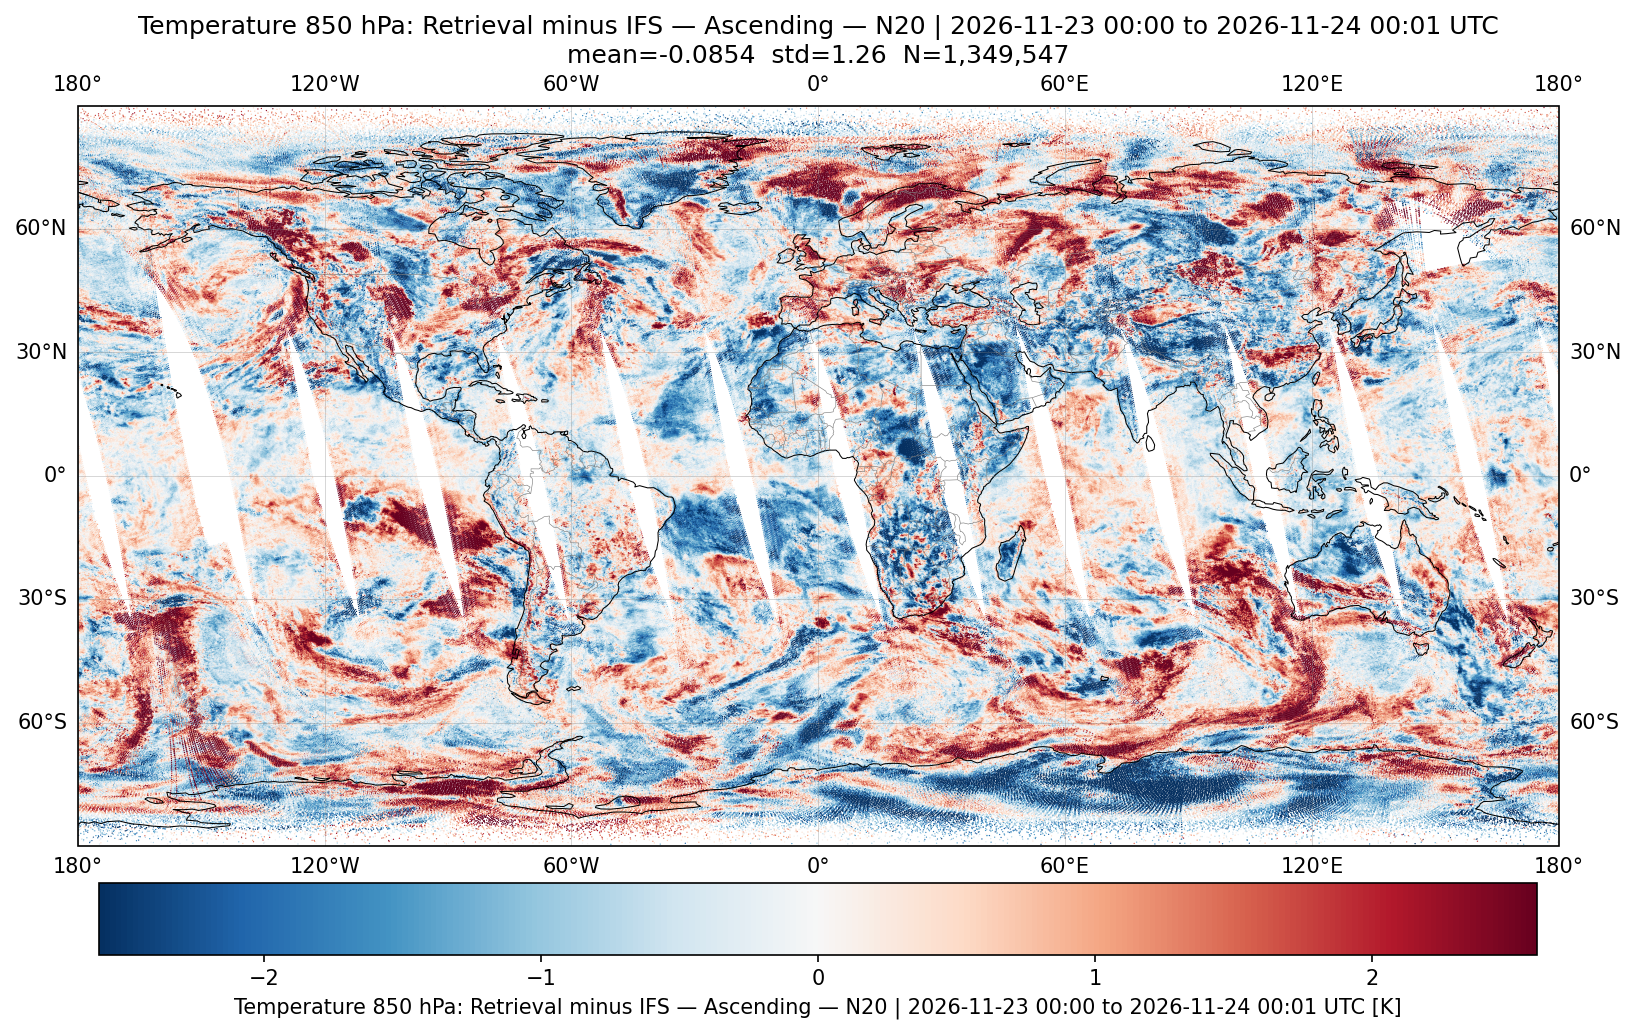 Temperature 850 hPa: Retrieval minus IFS — Ascending — N20 | 2026-11-23 00:00 to 2026-11-24 00:01 UTC
mean=-0.0854  std=1.26  N=1,349,547
180° 120°W 60°W 0° 60°E 120°E 180°
60°N 60°N
30°N 30°N
0° 0°
30°S 30°S
60°S 60°S
180° 120°W 60°W 0° 60°E 120°E 180°
−2 −1 0 1 2
Temperature 850 hPa: Retrieval minus IFS — Ascending — N20 | 2026-11-23 00:00 to 2026-11-24 00:01 UTC [K]